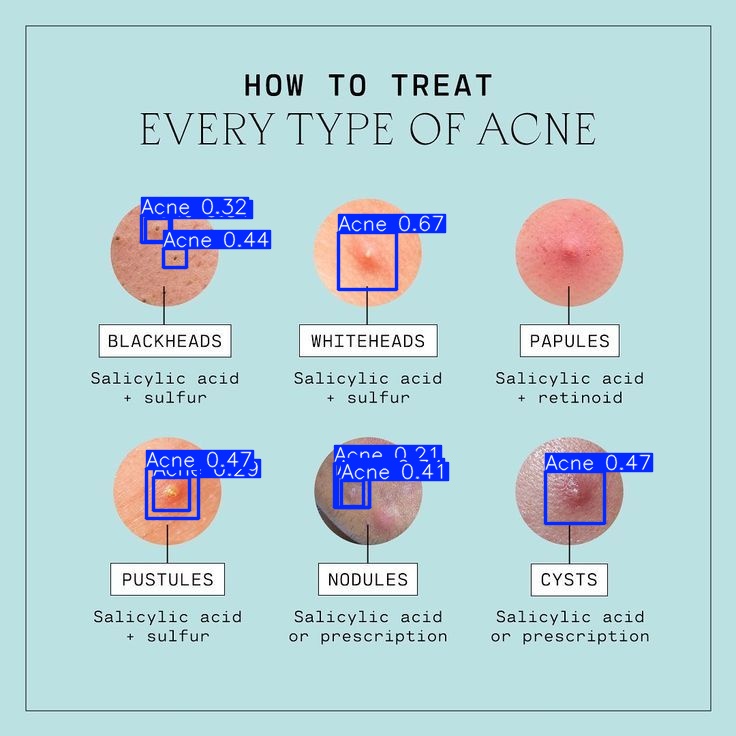 HOW TO TREAT
EVERY TYPE OF ACNE
Acne 0.32
Acne 0.44
Acne 0.67
BLACKHEADS
WHITEHEADS
PAPULES
Salicylic acid
+ sulfur
Salicylic acid
+ sulfur
Salicylic acid
+ retinoid
Acne 0.47
Acne 0.29
Acne 0.21
Acne 0.41
Acne 0.47
PUSTULES
NODULES
CYSTS
Salicylic acid
+ sulfur
Salicylic acid
or prescription
Salicylic acid
or prescription